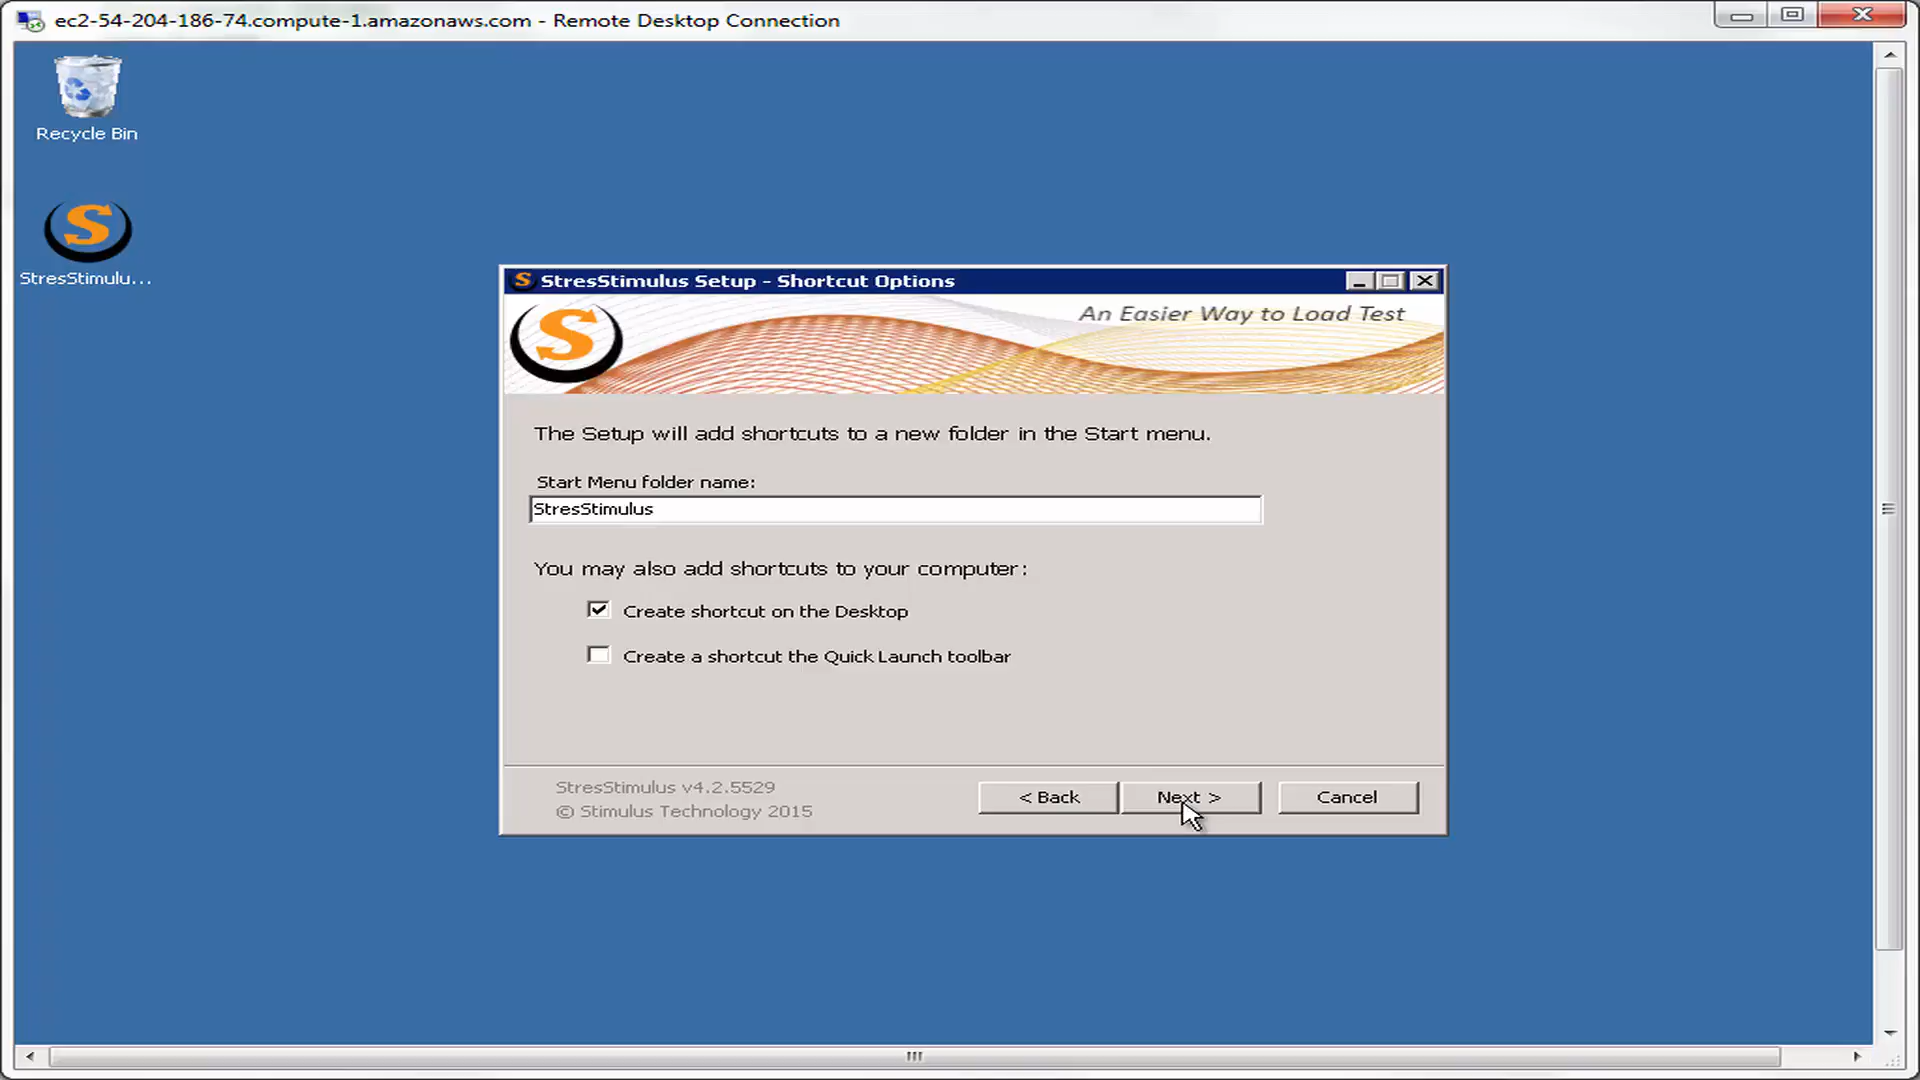 ec2-54-204-186-74.compute-1.amazonaws.com - Remote Desktop Connection
Recycle Bin
StresStimulu...
StresStimulus Setup - Shortcut Options
An Easier Way to Load Test
The Setup will add shortcuts to a new folder in the Start menu.
Start Menu folder name:
StresStimulus
You may also add shortcuts to your computer:
Create shortcut on the Desktop
Create a shortcut the Quick Launch toolbar
StresStimulus v4.2.5529
© Stimulus Technology 2015
< Back
Next >
Cancel